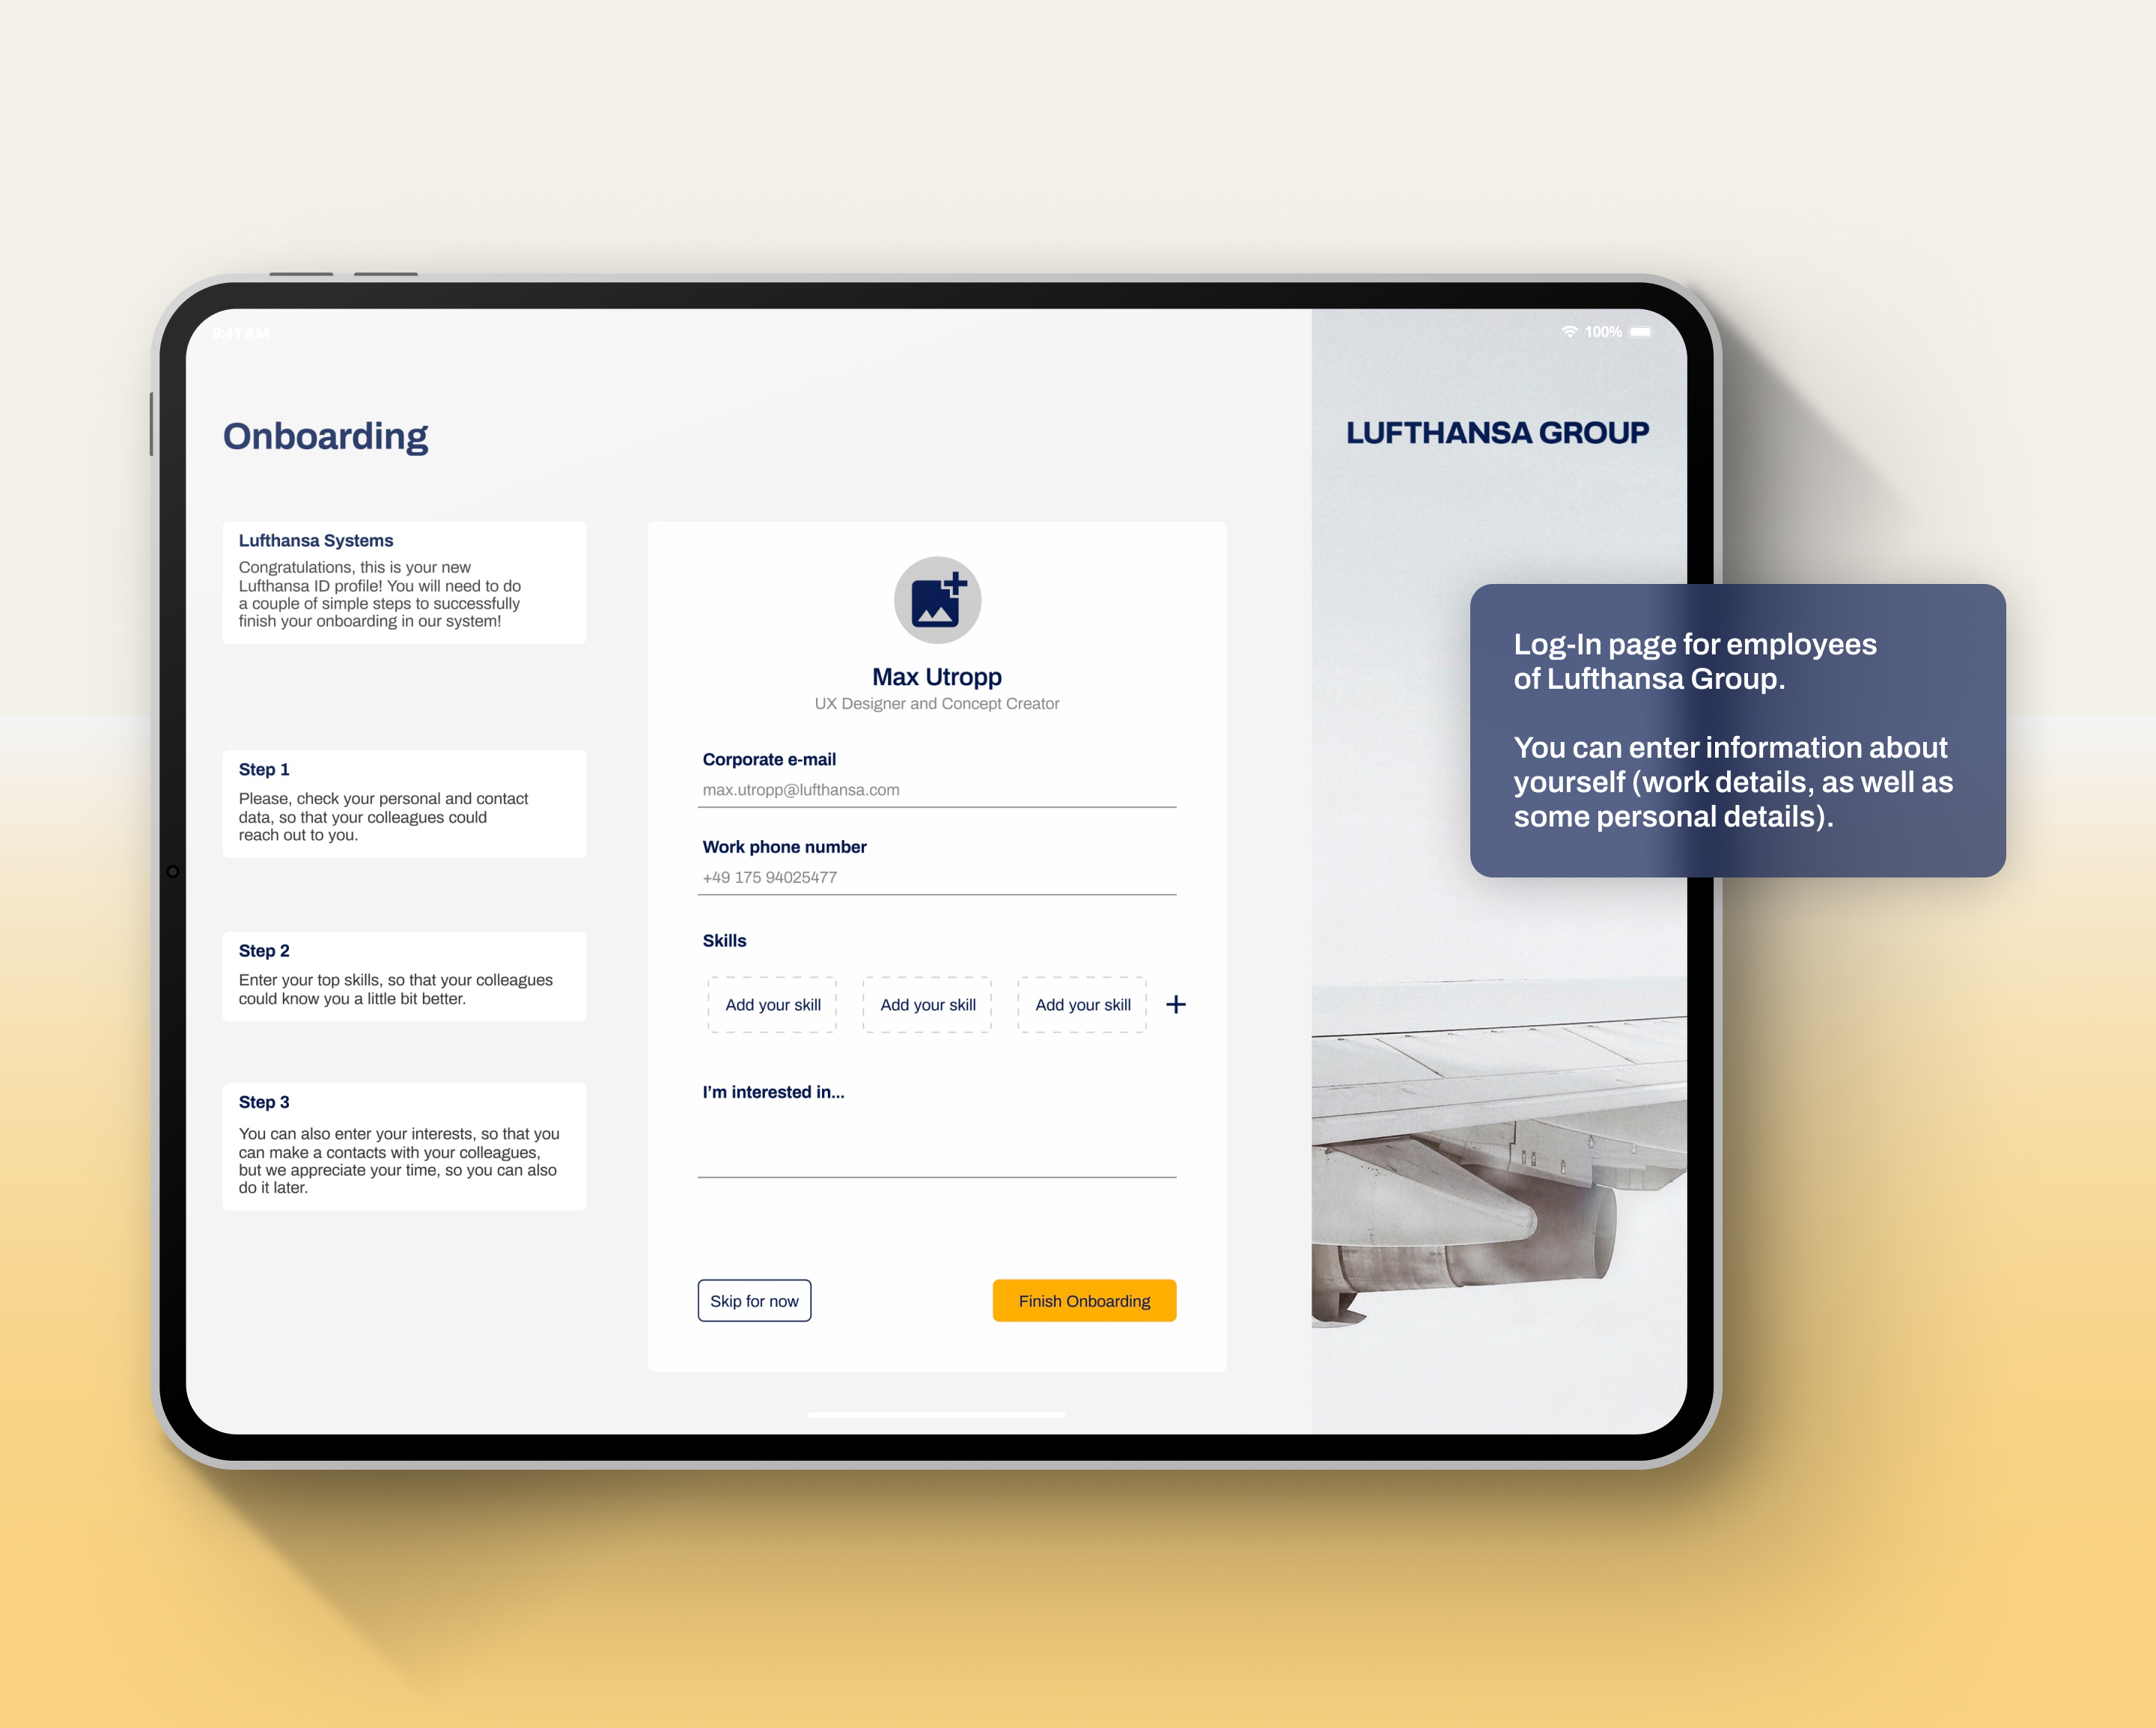 9:41 AM
100%
Onboarding
LUFTHANSA GROUP
Lufthansa Systems
Congratulations, this is your new
Lufthansa ID profile! You will need to do
a couple of simple steps to successfully
finish your onboarding in our system!
Step 1
Please, check your personal and contact
data, so that your colleagues could
reach out to you.
Step 2
Enter your top skills, so that your colleagues
could know you a little bit better.
Step 3
You can also enter your interests, so that you
can make a contacts with your colleagues,
but we appreciate your time, so you can also
do it later.
Max Utropp
UX Designer and Concept Creator
Corporate e-mail
max.utropp@lufthansa.com
Work phone number
+49 175 94025477
Skills
Add your skill
Add your skill
Add your skill
I'm interested in...
Skip for now
Finish Onboarding
Log-In page for employees
of Lufthansa Group.
You can enter information about
yourself (work details, as well as
some personal details).